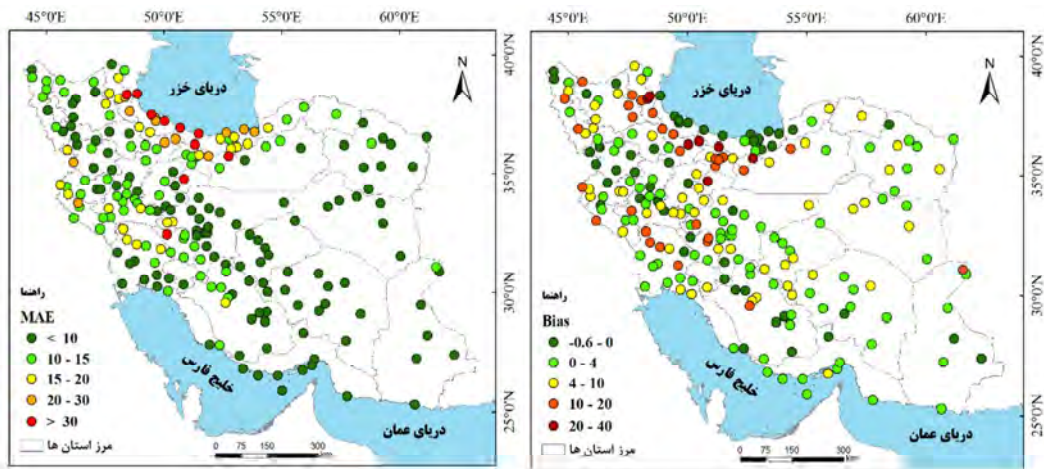 45°0'E 50°0'E 55°0'E 60°0'E
40°0'N
35°0'N
30°0'N
25°0'N
N
دریای خزر
خلیج فارس
دریای عمان
راهنما
MAE
< 10
10 - 15
15 - 20
20 - 30
> 30
مرز استان ها
0 75 150 300
45°0'E 50°0'E 55°0'E 60°0'E
40°0'N
35°0'N
30°0'N
25°0'N
N
دریای خزر
خلیج فارس
دریای عمان
راهنما
Bias
-0.6 - 0
0 - 4
4 - 10
10 - 20
20 - 40
مرز استان ها
0 75 150 300